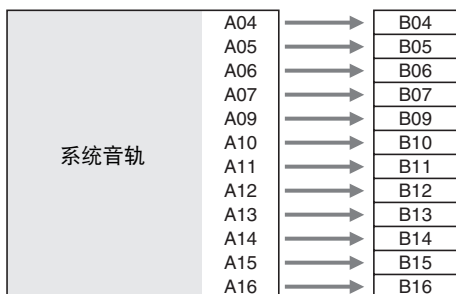 A04 B04
A05 B05
A06 B06
A07 B07
A09 B09
A10 B10
系统音轨
A11 B11
A12 B12
A13 B13
A14 B14
A15 B15
A16 B16